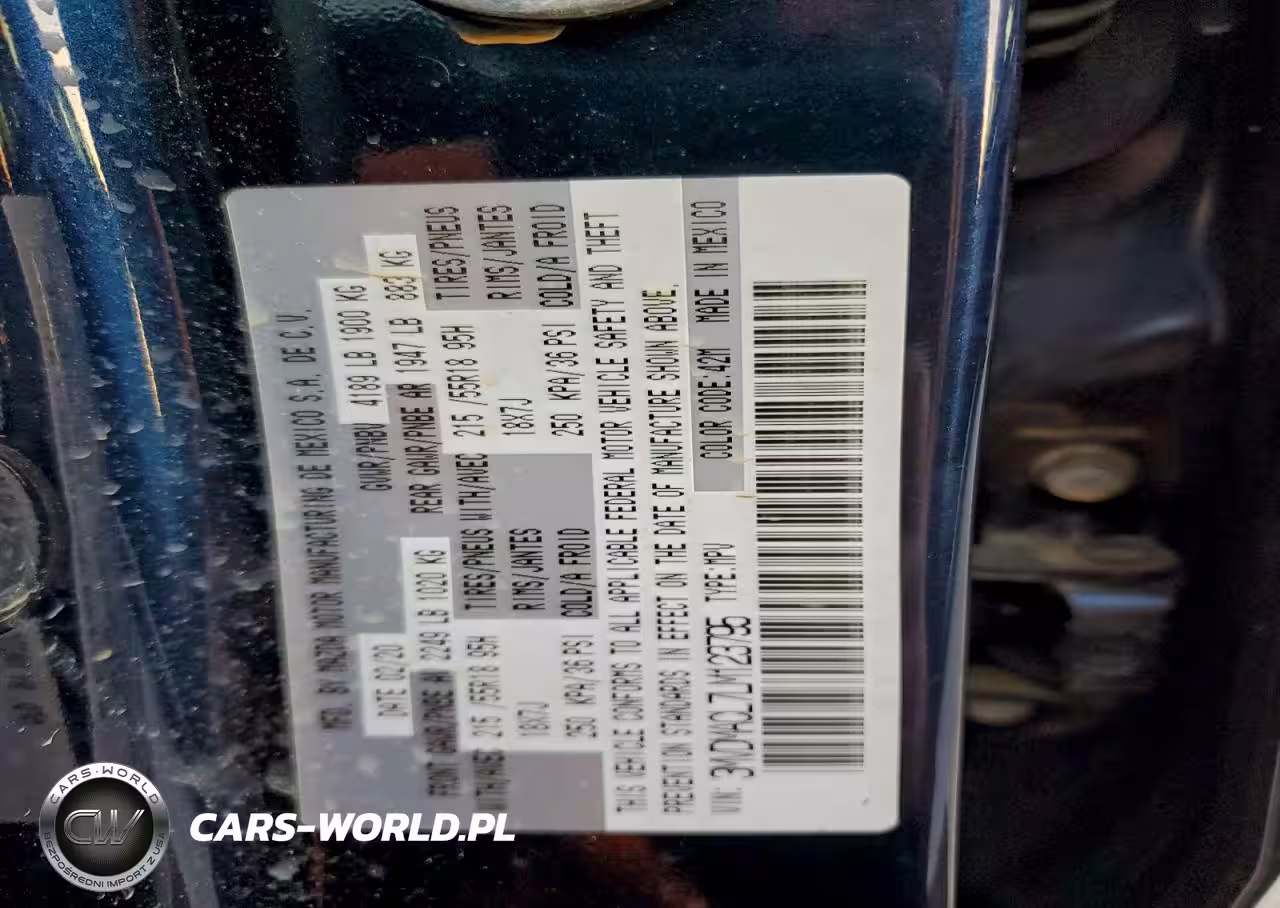 MFD. BY MAZDA MOTOR MANUFACTURING DE MEXICO S.A. DE C.V.
DATE 02/20 GVWR/PNBV 4189 LB 1900 KG
FRONT GAWR/PNBE AV 2249 LB 1020 KG REAR GAWR/PNBE AR 1947 LB 883 KG
WITH/AVEC 215 /55R18 95H TIRES/PNEUS WITH/AVEC 215 /55R18 95H TIRES/PNEUS
18X7J RIMS/JANTES 18X7J RIMS/JANTES
250 KPA/36 PSI COLD/A FROID 250 KPA/36 PSI COLD/A FROID
THIS VEHICLE CONFORMS TO ALL APPLICABLE FEDERAL MOTOR VEHICLE SAFETY AND THEFT
PREVENTION STANDARDS IN EFFECT ON THE DATE OF MANUFACTURE SHOWN ABOVE.
VIN: 3MVDMACL7LM123795 TYPE:MPV COLOR CODE:42M MADE IN MEXICO
CARS-WORLD
CW
BEZPOŚREDNI IMPORT Z USA
CARS-WORLD.PL